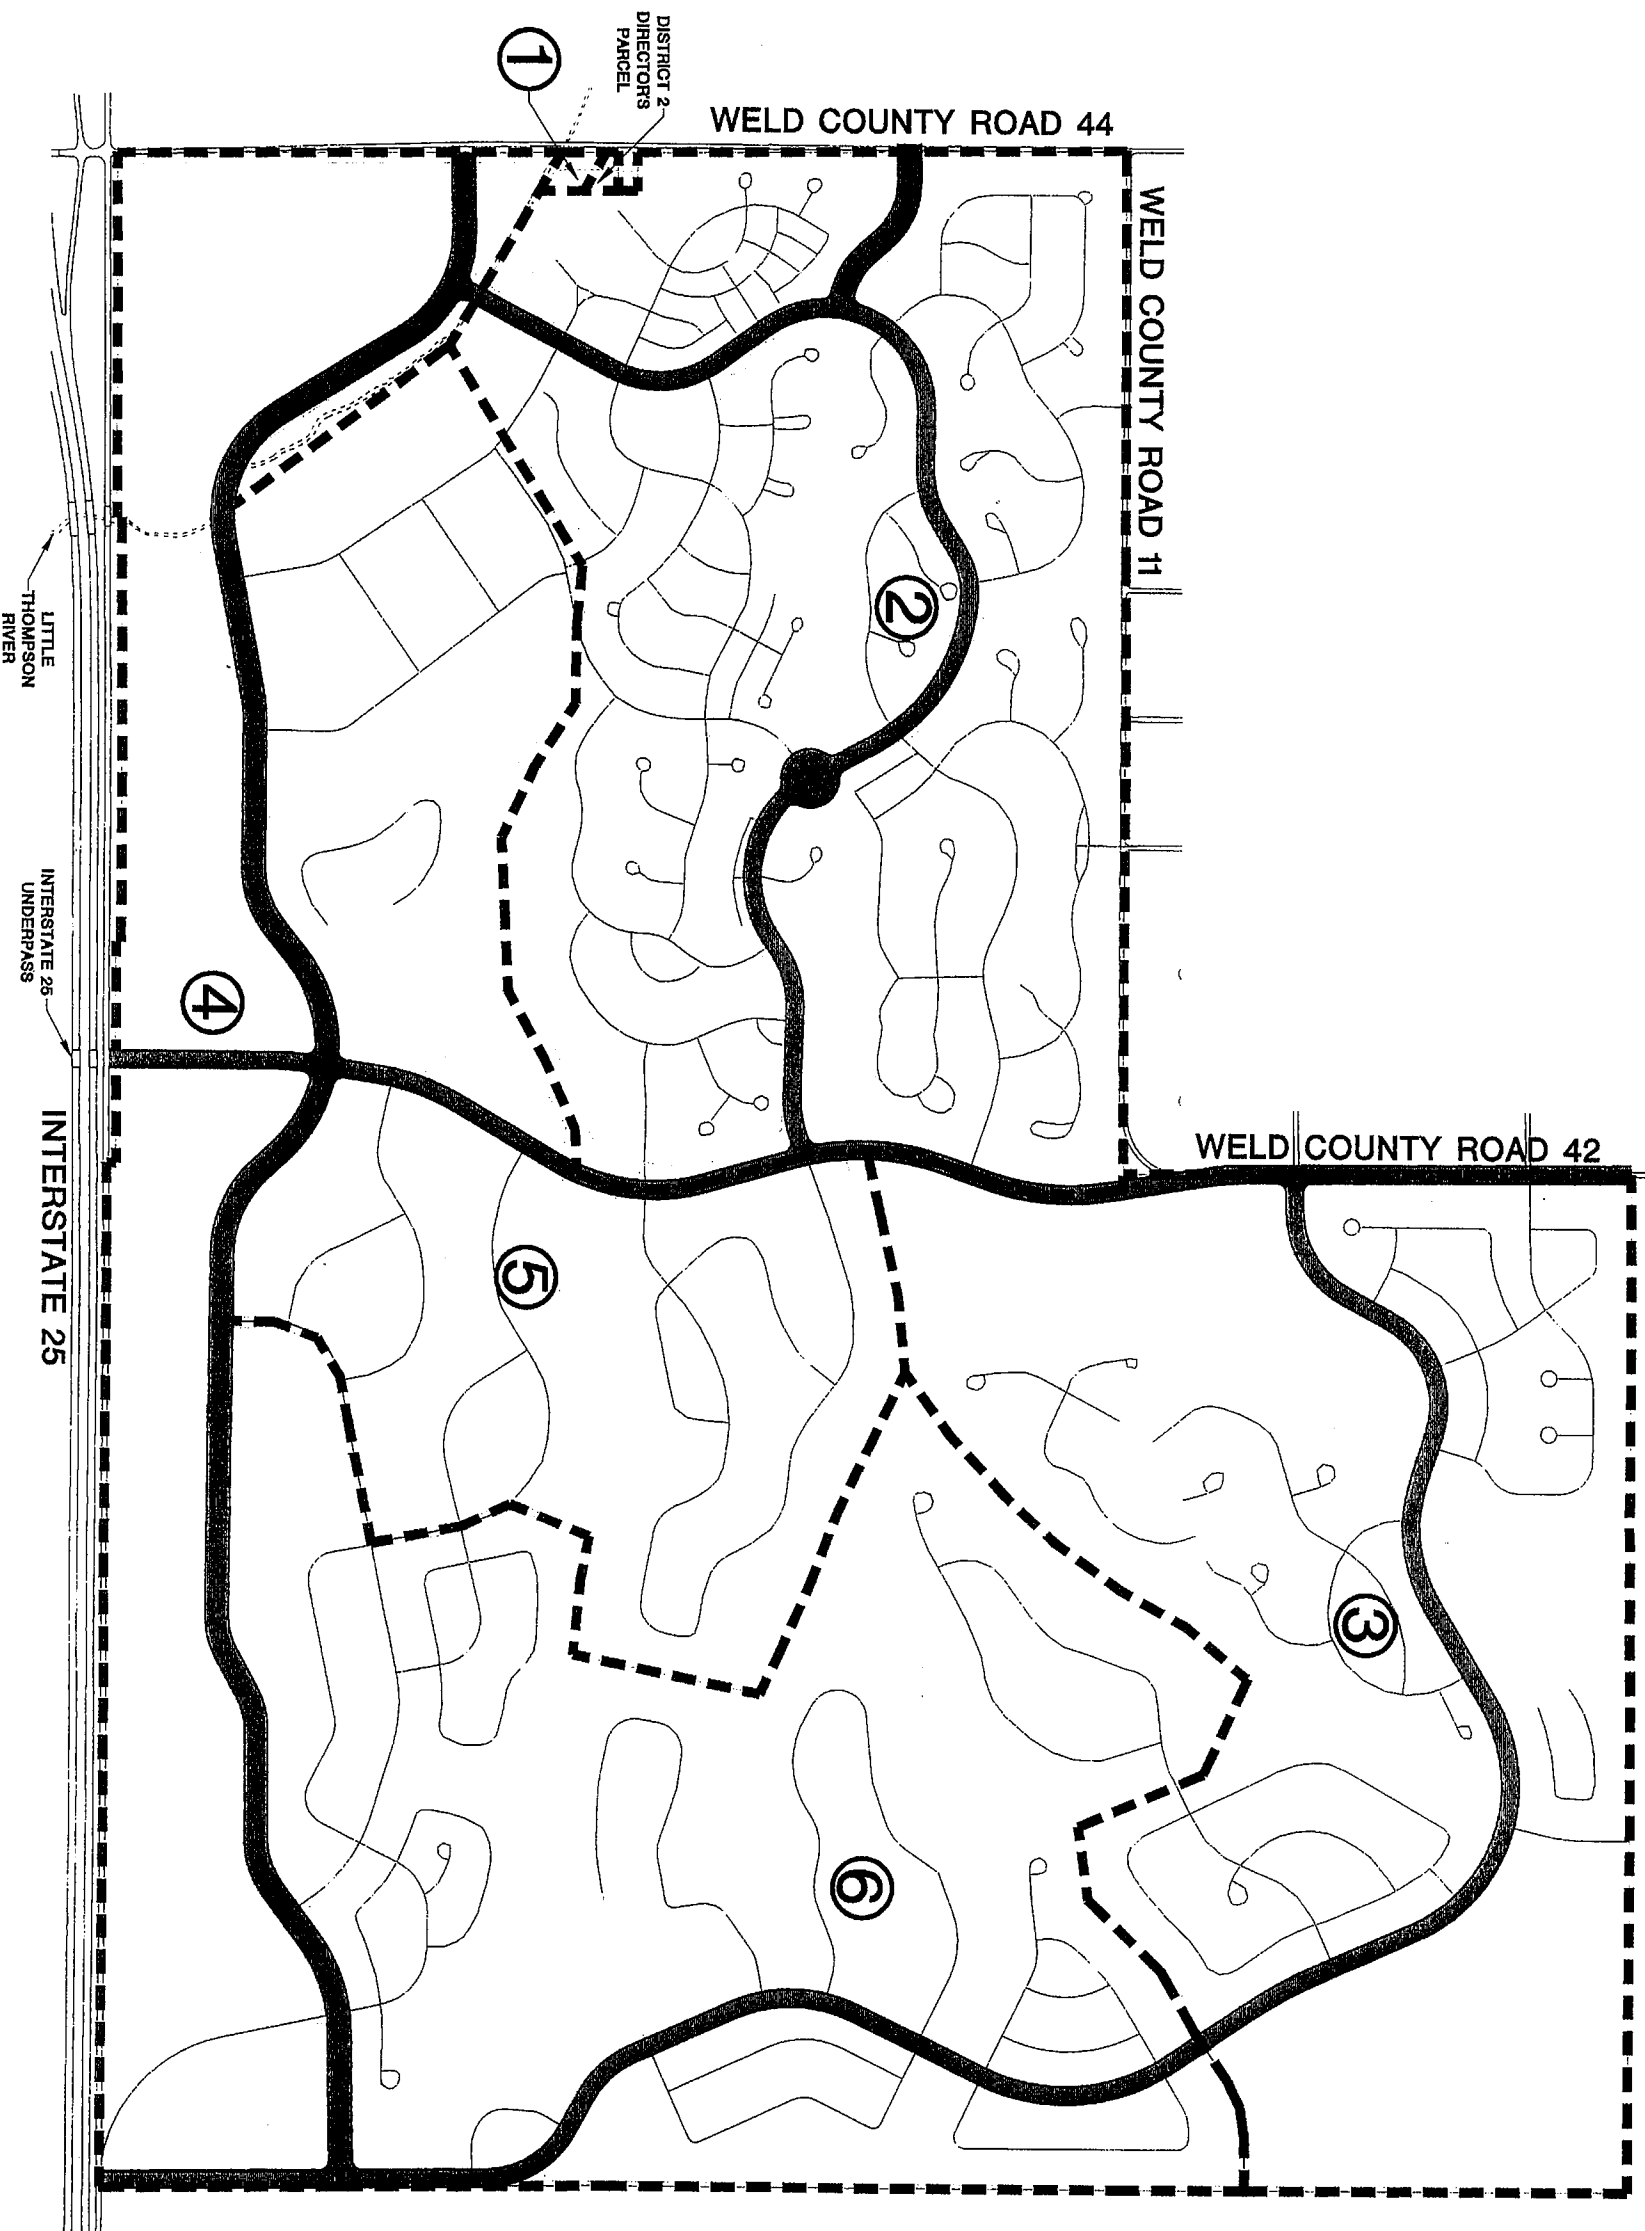 DISTRICT 2
DIRECTOR'S
PARCEL
1
WELD COUNTY ROAD 44
WELD COUNTY ROAD 11
2
LITTLE
THOMPSON
RIVER
INTERSTATE 25
UNDERPASS
4
INTERSTATE 25
WELD COUNTY ROAD 42
5
3
6